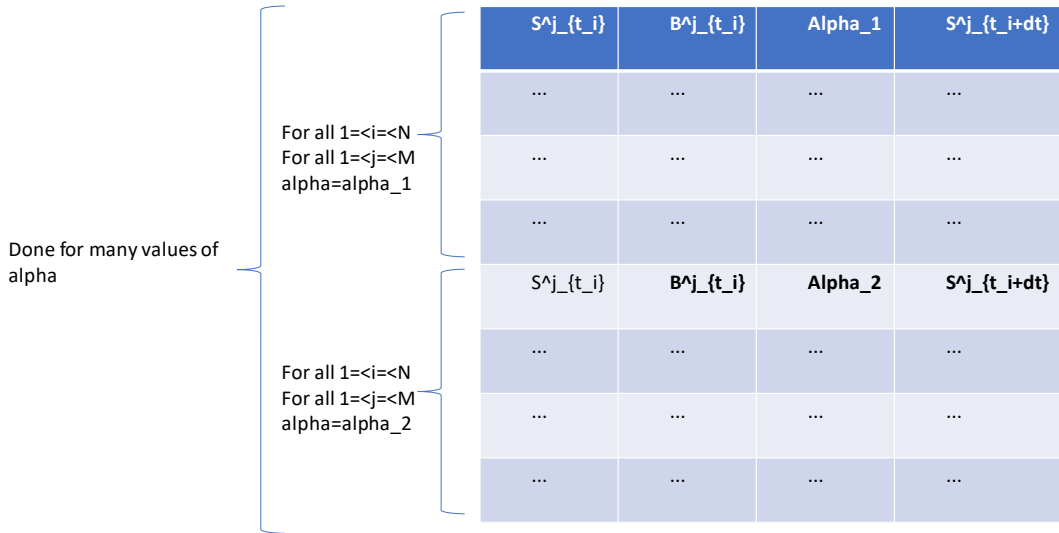 S^j_{t_i} B^j_{t_i} Alpha_1 S^j_{t_i+dt}
... ... ... ...
For all 1=<i=<N
For all 1=<j=<M
alpha=alpha_1
... ... ... ...
... ... ... ...
Done for many values of
alpha
S^j_{t_i} B^j_{t_i} Alpha_2 S^j_{t_i+dt}
... ... ... ...
For all 1=<i=<N
For all 1=<j=<M
alpha=alpha_2
... ... ... ...
... ... ... ...